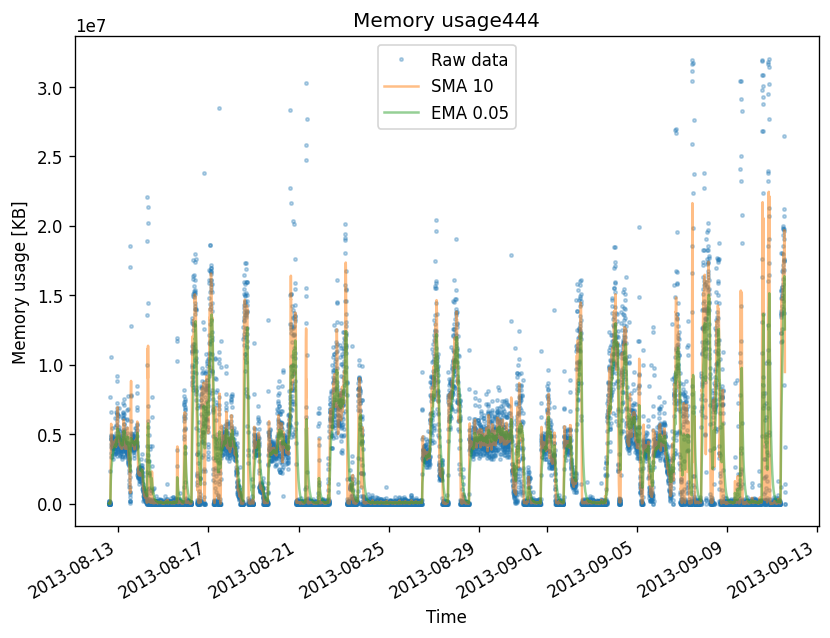 Memory usage444
1e7
Raw data
SMA 10
EMA 0.05
3.0
2.5
2.0
1.5
1.0
0.5
0.0
Memory usage [KB]
2013-08-13
2013-08-17
2013-08-21
2013-08-25
2013-08-29
2013-09-01
2013-09-05
2013-09-09
2013-09-13
Time